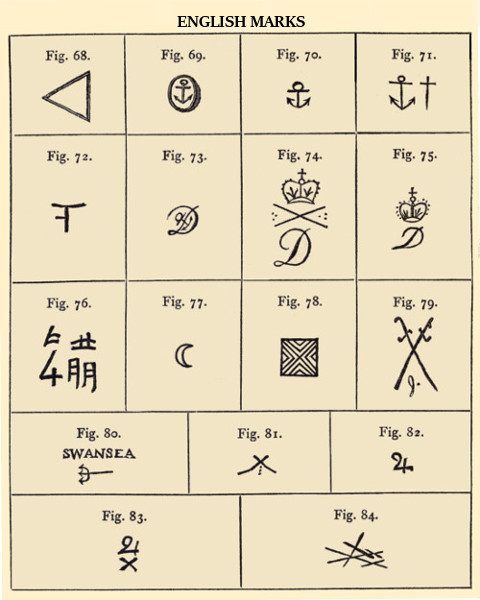 ENGLISH MARKS
Fig. 68.
Fig. 69.
Fig. 70.
Fig. 71.
Fig. 72.
Fig. 73.
Fig. 74.
D
Fig. 75.
D
Fig. 76.
Fig. 77.
Fig. 78.
Fig. 79.
Fig. 80.
SWANSEA
Fig. 81.
Fig. 82.
Fig. 83.
Fig. 84.